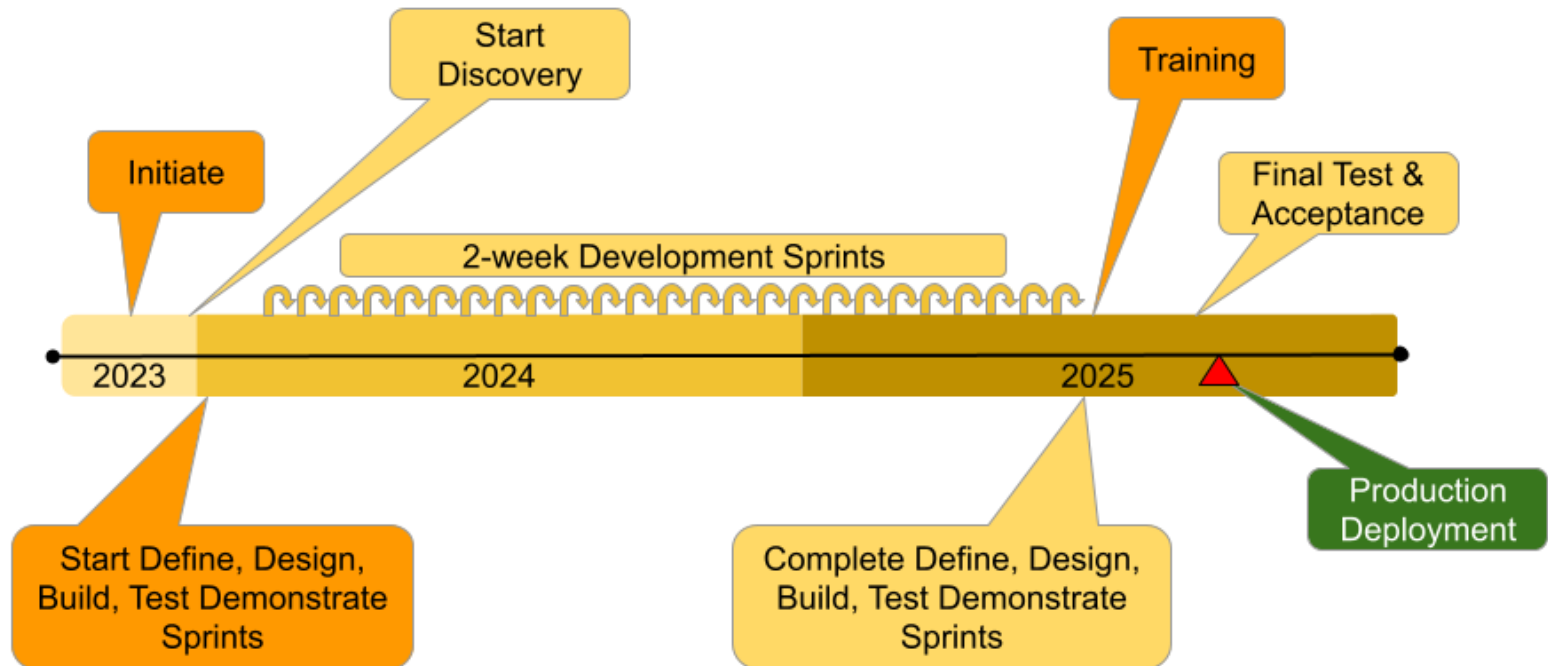 Start
Discovery
Training
Initiate
Final Test &
Acceptance
2-week Development Sprints
2023
2024
2025
Production
Deployment
Start Define, Design,
Build, Test Demonstrate
Sprints
Complete Define, Design,
Build, Test Demonstrate
Sprints